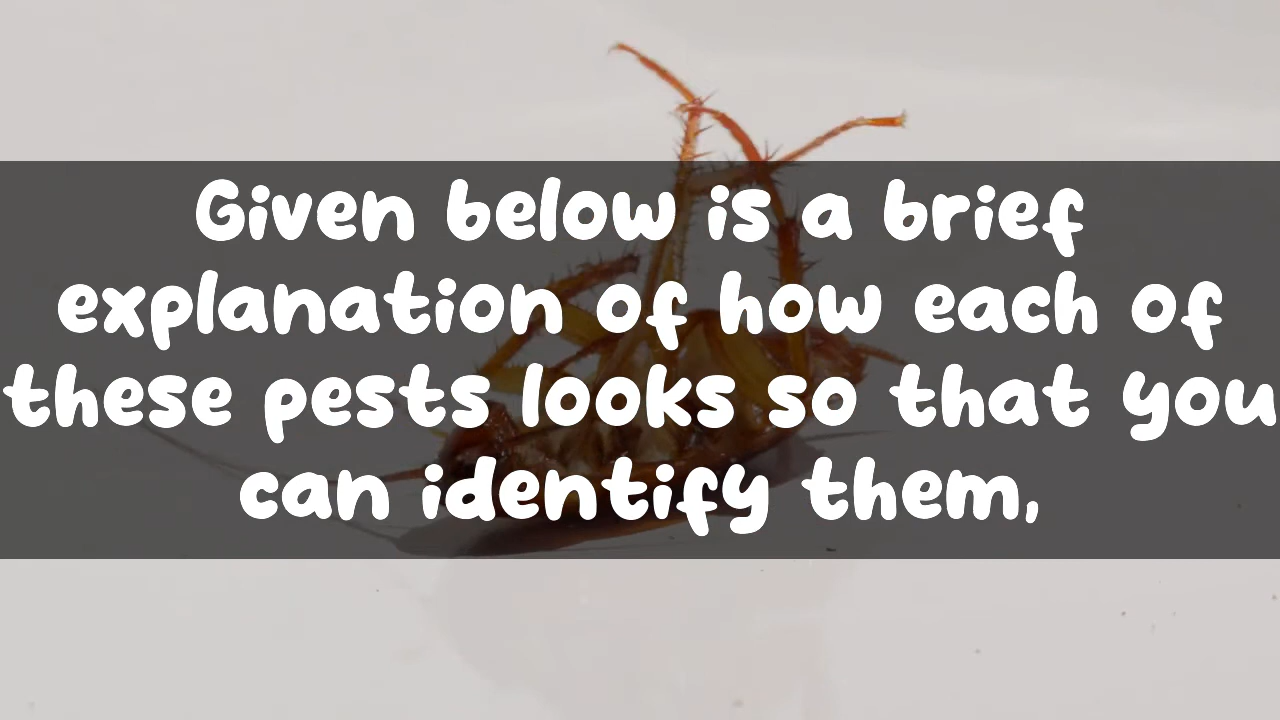 Given below is a brief
explanation of how each of
these pests looks so that you
can identify them,